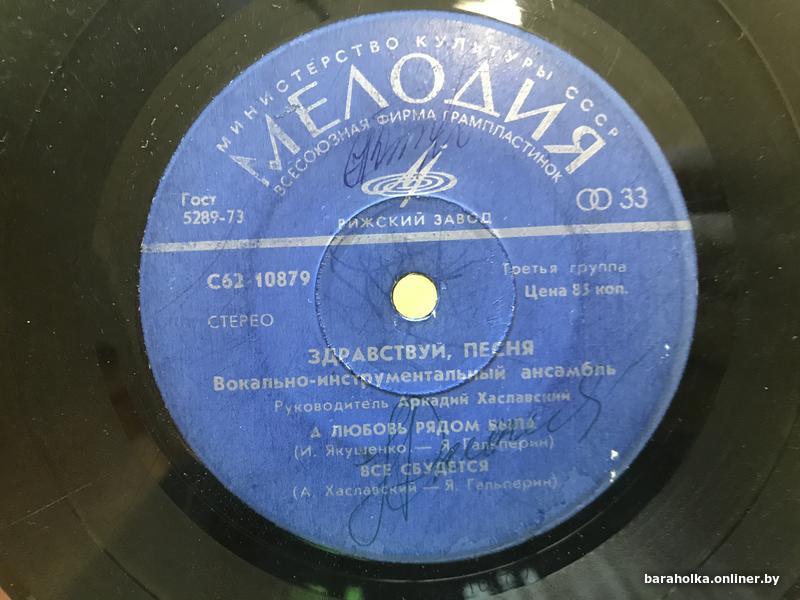 МИНИСТЕРСТВО КУЛЬТУРЫ СССР
МЕЛОДИЯ
ВСЕСОЮЗНАЯ ФИРМА ГРАМПЛАСТИНОК
Гост
5289-73
33
РИЖСКИЙ ЗАВОД
С62-10879
Третья группа
Цена 85 коп.
СТЕРЕО
ЗДРАВСТВУЙ, ПЕСНЯ
Вокально-инструментальный ансамбль
Руководитель Аркадий Хаславский
А ЛЮБОВЬ РЯДОМ БЫЛА
(И. Якушенко — Я. Гальперин)
ВСЕ СБУДЕТСЯ
(А. Хаславский — Я. Гальперин)
baraholka.onliner.by